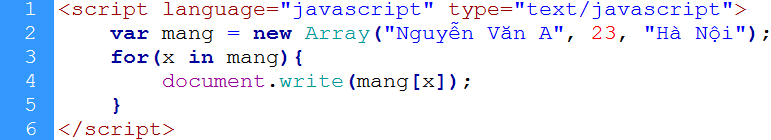 1 <script language="javascript" type="text/javascript">
2     var mang = new Array("Nguyễn Văn A", 23, "Hà Nội");
3     for(x in mang){
4         document.write(mang[x]);
5     }
6 </script>